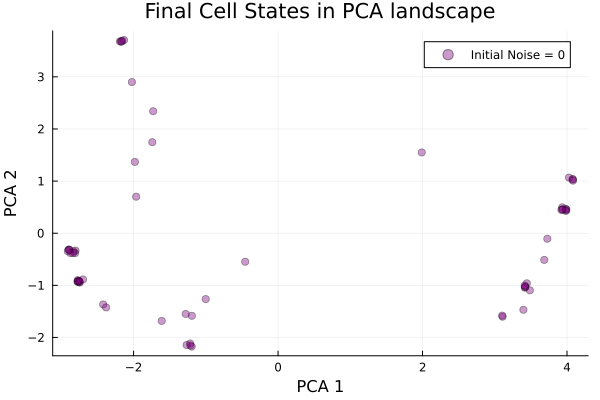 Final Cell States in PCA landscape
Initial Noise = 0
PCA 2
3
2
1
0
−1
−2
−2
0
2
4
PCA 1